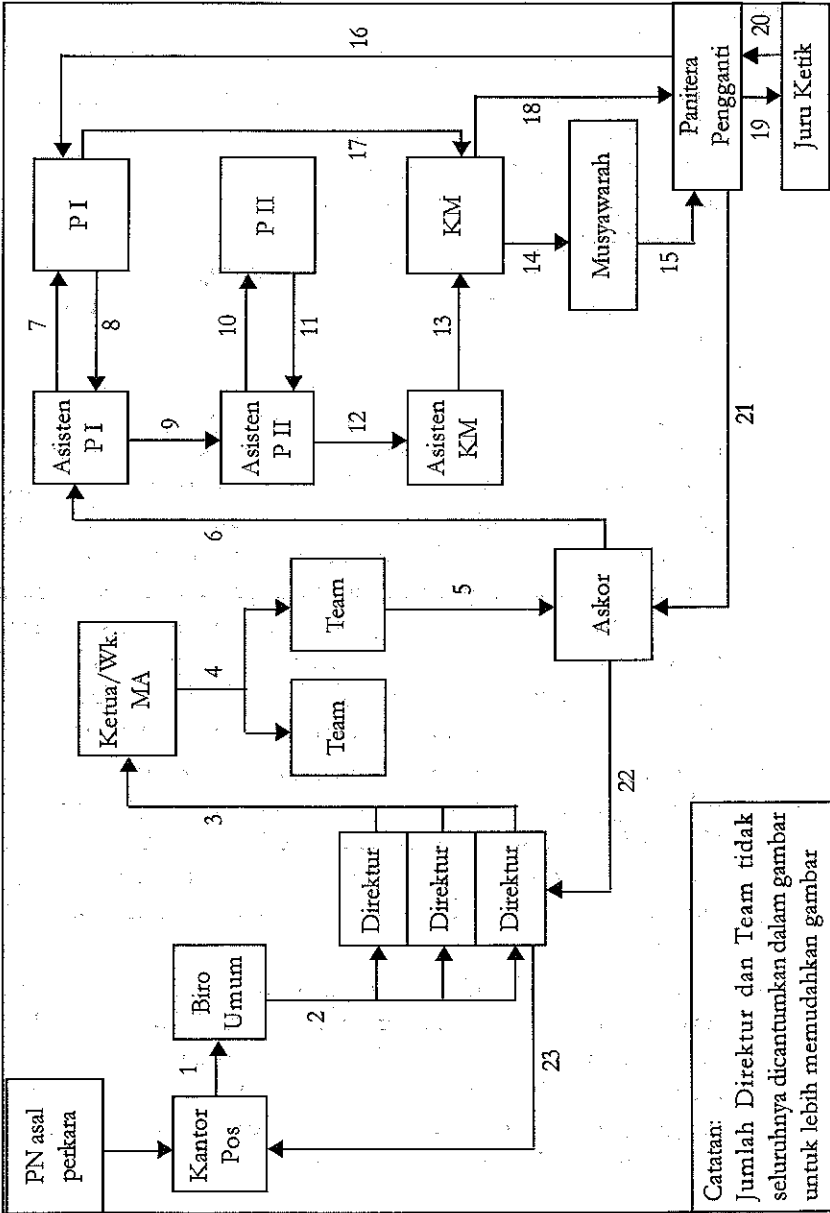 PN asal
perkara
Kantor
Pos
1
Biro
Umum
2
Direktur
Direktur
Direktur
3
Ketua/Wk.
MA
4
Team
Team
5
Askor
6
Asisten
P I
7
P I
8
9
Asisten
P II
10
P II
11
12
Asisten
KM
13
KM
14
Musyawarah
15
16
17
18
Panitera
Pengganti
19
20
Juru Ketik
21
22
23
Catatan:
Jumlah Direktur dan Team tidak
seluruhnya dicantumkan dalam gambar
untuk lebih memudahkan gambar